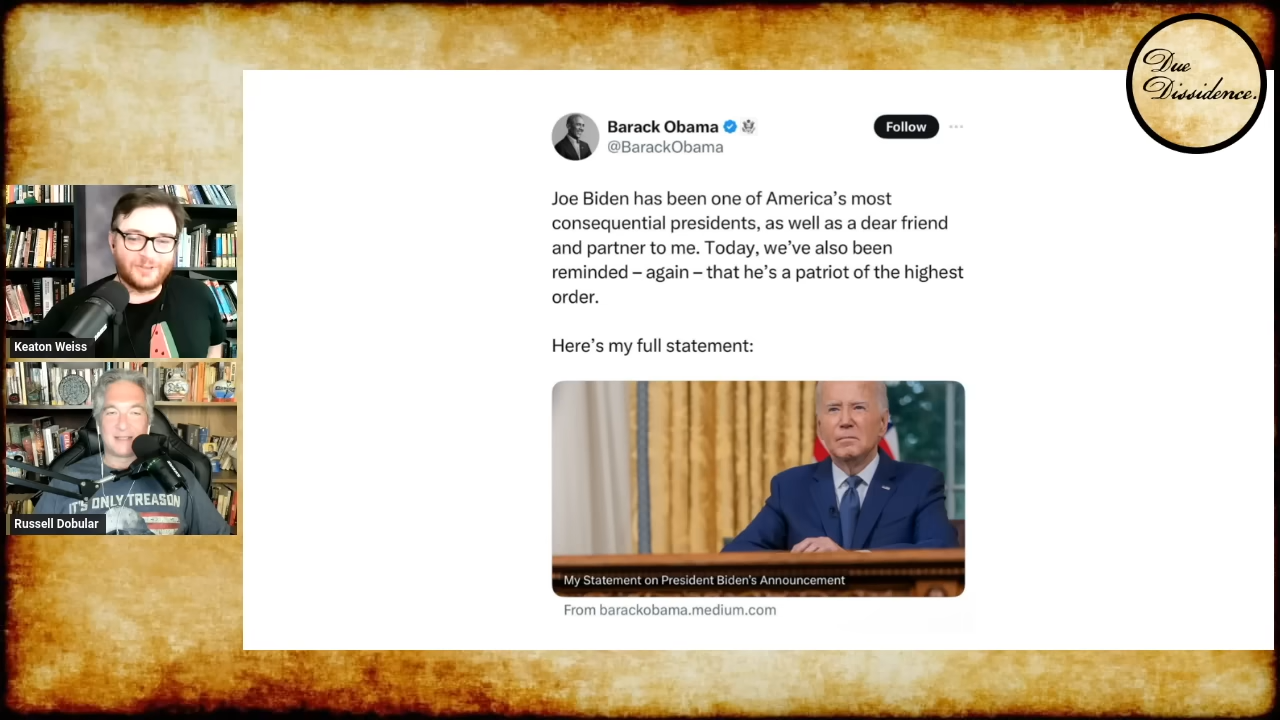 Due
Dissidence.
Barack Obama
@BarackObama
Follow
Joe Biden has been one of America’s most
consequential presidents, as well as a dear friend
and partner to me. Today, we’ve also been
reminded – again – that he’s a patriot of the highest
order.
Here’s my full statement:
My Statement on President Biden’s Announcement
From barackobama.medium.com
Keaton Weiss
IT'S ONLY TREASON
Russell Dobular